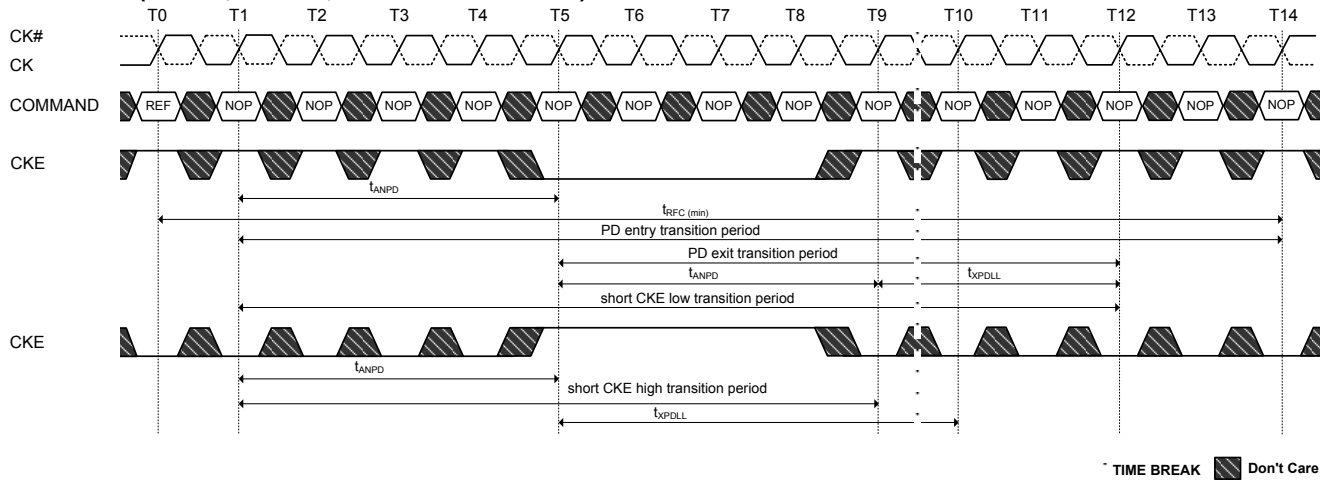 T0 T1 T2 T3 T4 T5 T6 T7 T8 T9 T10 T11 T12 T13 T14
CK#
CK
COMMAND REF NOP NOP NOP NOP NOP NOP NOP NOP NOP NOP NOP NOP NOP NOP
CKE
tANPD
tRFC (min)
PD entry transition period
PD exit transition period
tANPD tXPDLL
short CKE low transition period
CKE
tANPD
short CKE high transition period
tXPDLL
TIME BREAK Don't Care